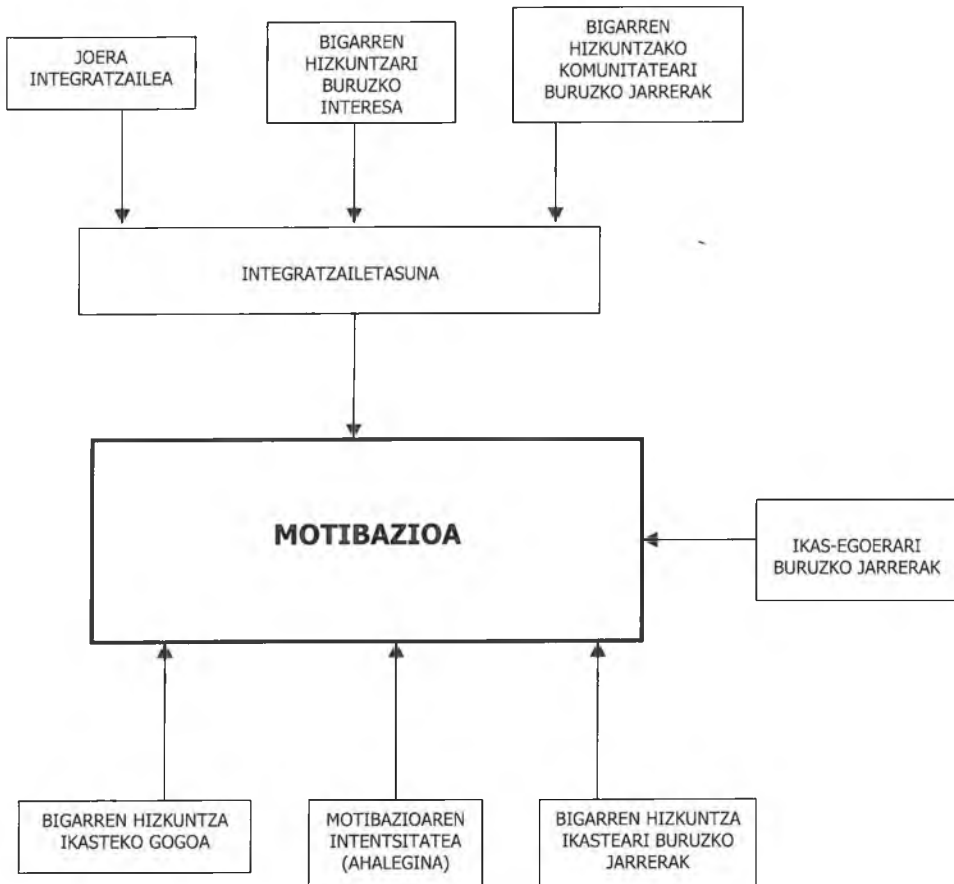 JOERA
INTEGRATZAILEA
BIGARREN
HIZKUNTZARI
BURUZKO
INTERESA
BIGARREN
HIZKUNTZAKO
KOMUNITATEARI
BURUZKO JARRERAK
INTEGRATZAILETASUNA
MOTIBAZIOA
IKAS-EGOERARI
BURUZKO JARRERAK
BIGARREN HIZKUNTZA
IKASTEKO GOGOA
MOTIBAZIOAREN
INTENTSITATEA
(AHALEGINA)
BIGARREN HIZKUNTZA
IKASTEARI BURUZKO
JARRERAK